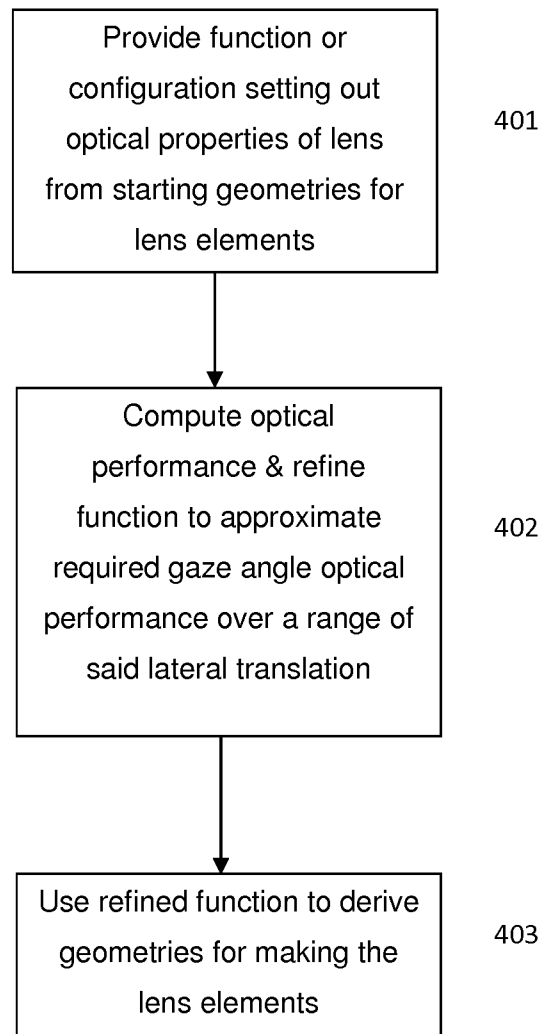 Provide function or
configuration setting out
optical properties of lens
from starting geometries for
lens elements
401
Compute optical
performance & refine
function to approximate
required gaze angle optical
performance over a range of
said lateral translation
402
Use refined function to derive
geometries for making the
lens elements
403